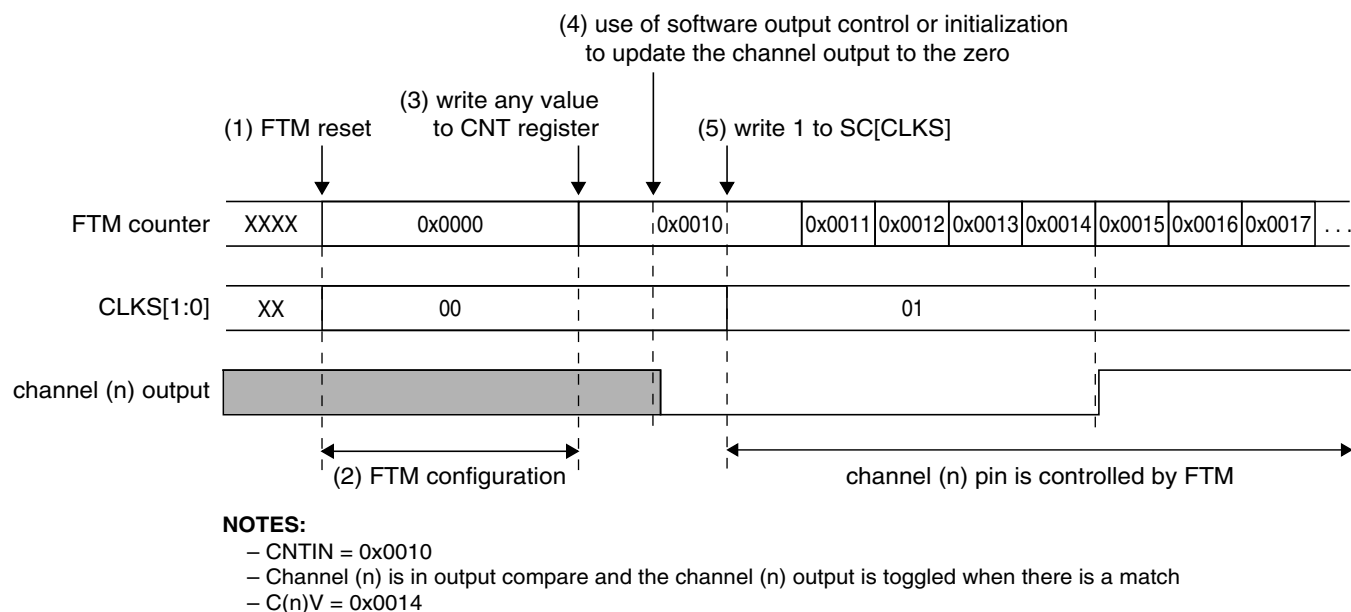 (4) use of software output control or initialization
to update the channel output to the zero
(3) write any value
to CNT register
(1) FTM reset
(5) write 1 to SC[CLKS]
FTM counter XXXX 0x0000 0x0010 0x0011 0x0012 0x0013 0x0014 0x0015 0x0016 0x0017 . . .
CLKS[1:0] XX 00 01
channel (n) output
(2) FTM configuration
channel (n) pin is controlled by FTM
NOTES:
– CNTIN = 0x0010
– Channel (n) is in output compare and the channel (n) output is toggled when there is a match
– C(n)V = 0x0014